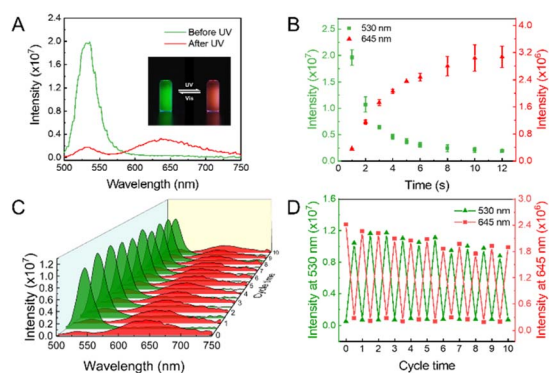 A
Before UV
After UV
UV
Vis
Intensity (x10⁷)
2.4
2.0
1.6
1.2
0.8
0.4
0.0
500 550 600 650 700 750
Wavelength (nm)
B
530 nm
645 nm
Intensity (x10⁷)
2.5
2.0
1.5
1.0
0.5
0.0
0 2 4 6 8 10 12
Time (s)
4.0
3.0
2.0
1.0
0.0
Intensity (x10⁶)
C
Intensity (x10⁷)
1.2
1.0
0.8
0.6
0.4
0.2
0.0
500 550 600 650 700 750
Wavelength (nm)
Cycle time
D
530 nm
645 nm
Intensity at 530 nm (x10⁷)
1.6
1.2
0.8
0.4
0.0
0 1 2 3 4 5 6 7 8 9 10
Cycle time
3.0
2.4
1.8
1.2
0.6
0.0
Intensity at 645 nm (x10⁶)